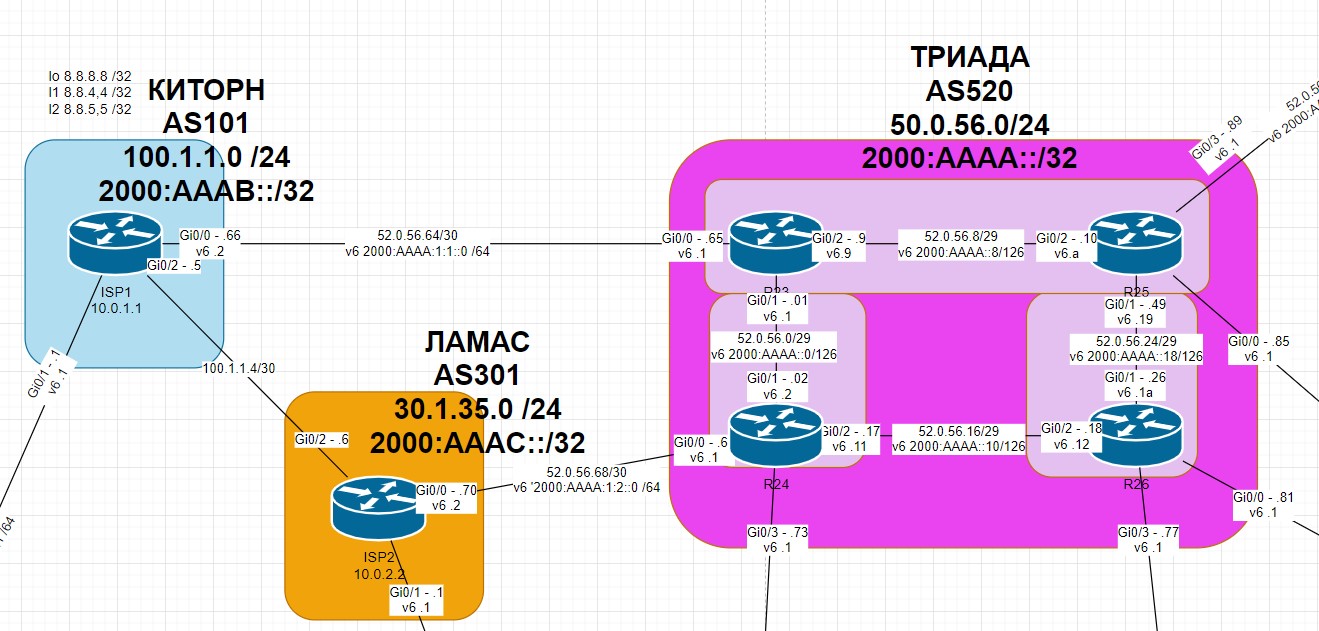 lo 8.8.8.8 /32
l1 8.8.4,4 /32
l2 8.8.5,5 /32
КИТОРН
AS101
100.1.1.0 /24
2000:AAAB::/32
Gi0/0 - .66
v6 .2
Gi0/2 - .5
ISP1
10.0.1.1
Gi0/1 - .1
v6 .1
/64
52.0.56.64/30
v6 2000:AAAA:1:1::0 /64
100.1.1.4/30
ЛАМАС
AS301
30.1.35.0 /24
2000:AAAC::/32
Gi0/2 - .6
Gi0/0 - .70
v6 .2
ISP2
10.0.2.2
Gi0/1 - .1
v6 .1
52.0.56.68/30
v6 '2000:AAAA:1:2::0 /64
ТРИАДА
AS520
50.0.56.0/24
2000:AAAA::/32
Gi0/0 - .65
v6 .1
Gi0/2 - .9
v6.9
52.0.56.8/29
v6 2000:AAAA::8/126
Gi0/2 - .10
v6.a
Gi0/3 - .89
v6 .1
52.0.5
v6 2000:A
R23
Gi0/1 - .01
v6 .1
52.0.56.0/29
v6 2000:AAAA::0/126
Gi0/1 - .02
v6 .2
R25
Gi0/1 - .49
v6 .19
52.0.56.24/29
v6 2000:AAAA::18/126
Gi0/1 - .26
v6 .1a
Gi0/0 - .85
v6 .1
Gi0/0 - .6
v6 .1
Gi0/2 - .17
v6 .11
52.0.56.16/29
v6 2000:AAAA::10/126
Gi0/2 - .18
v6 .12
R24
R26
Gi0/0 - .81
v6 .1
Gi0/3 - .73
v6 .1
Gi0/3 - .77
v6 .1